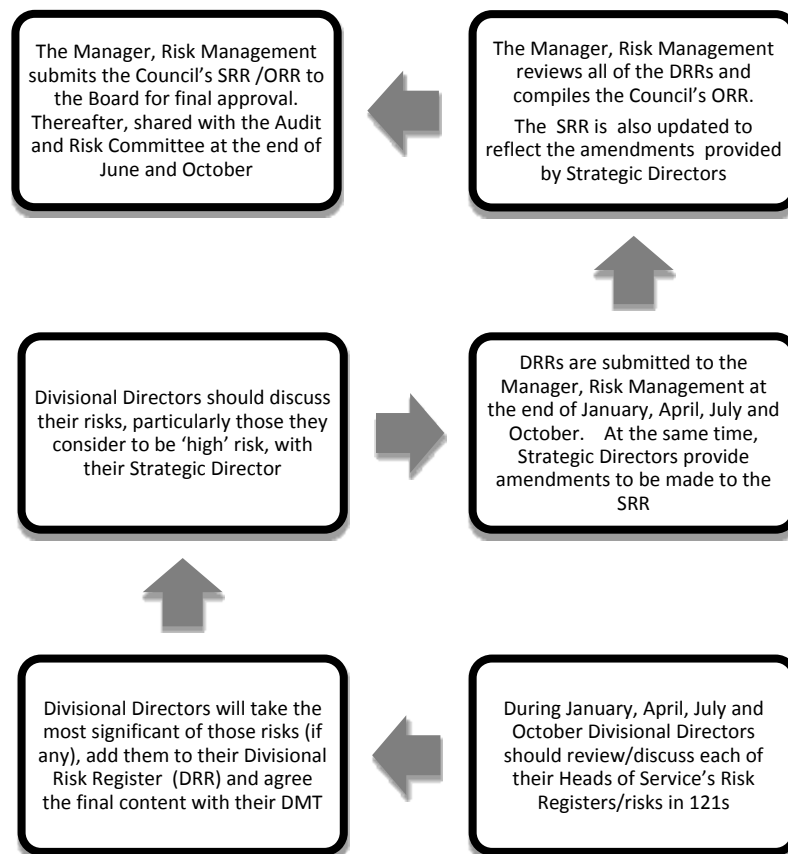 The Manager, Risk Management
submits the Council’s SRR /ORR to
the Board for final approval.
Thereafter, shared with the Audit
and Risk Committee at the end of
June and October
The Manager, Risk Management
reviews all of the DRRs and
compiles the Council’s ORR.
The SRR is also updated to
reflect the amendments provided
by Strategic Directors
Divisional Directors should discuss
their risks, particularly those they
consider to be ‘high’ risk, with
their Strategic Director
DRRs are submitted to the
Manager, Risk Management at
the end of January, April, July and
October. At the same time,
Strategic Directors provide
amendments to be made to the
SRR
Divisional Directors will take the
most significant of those risks (if
any), add them to their Divisional
Risk Register (DRR) and agree
the final content with their DMT
During January, April, July and
October Divisional Directors
should review/discuss each of
their Heads of Service’s Risk
Registers/risks in 121s